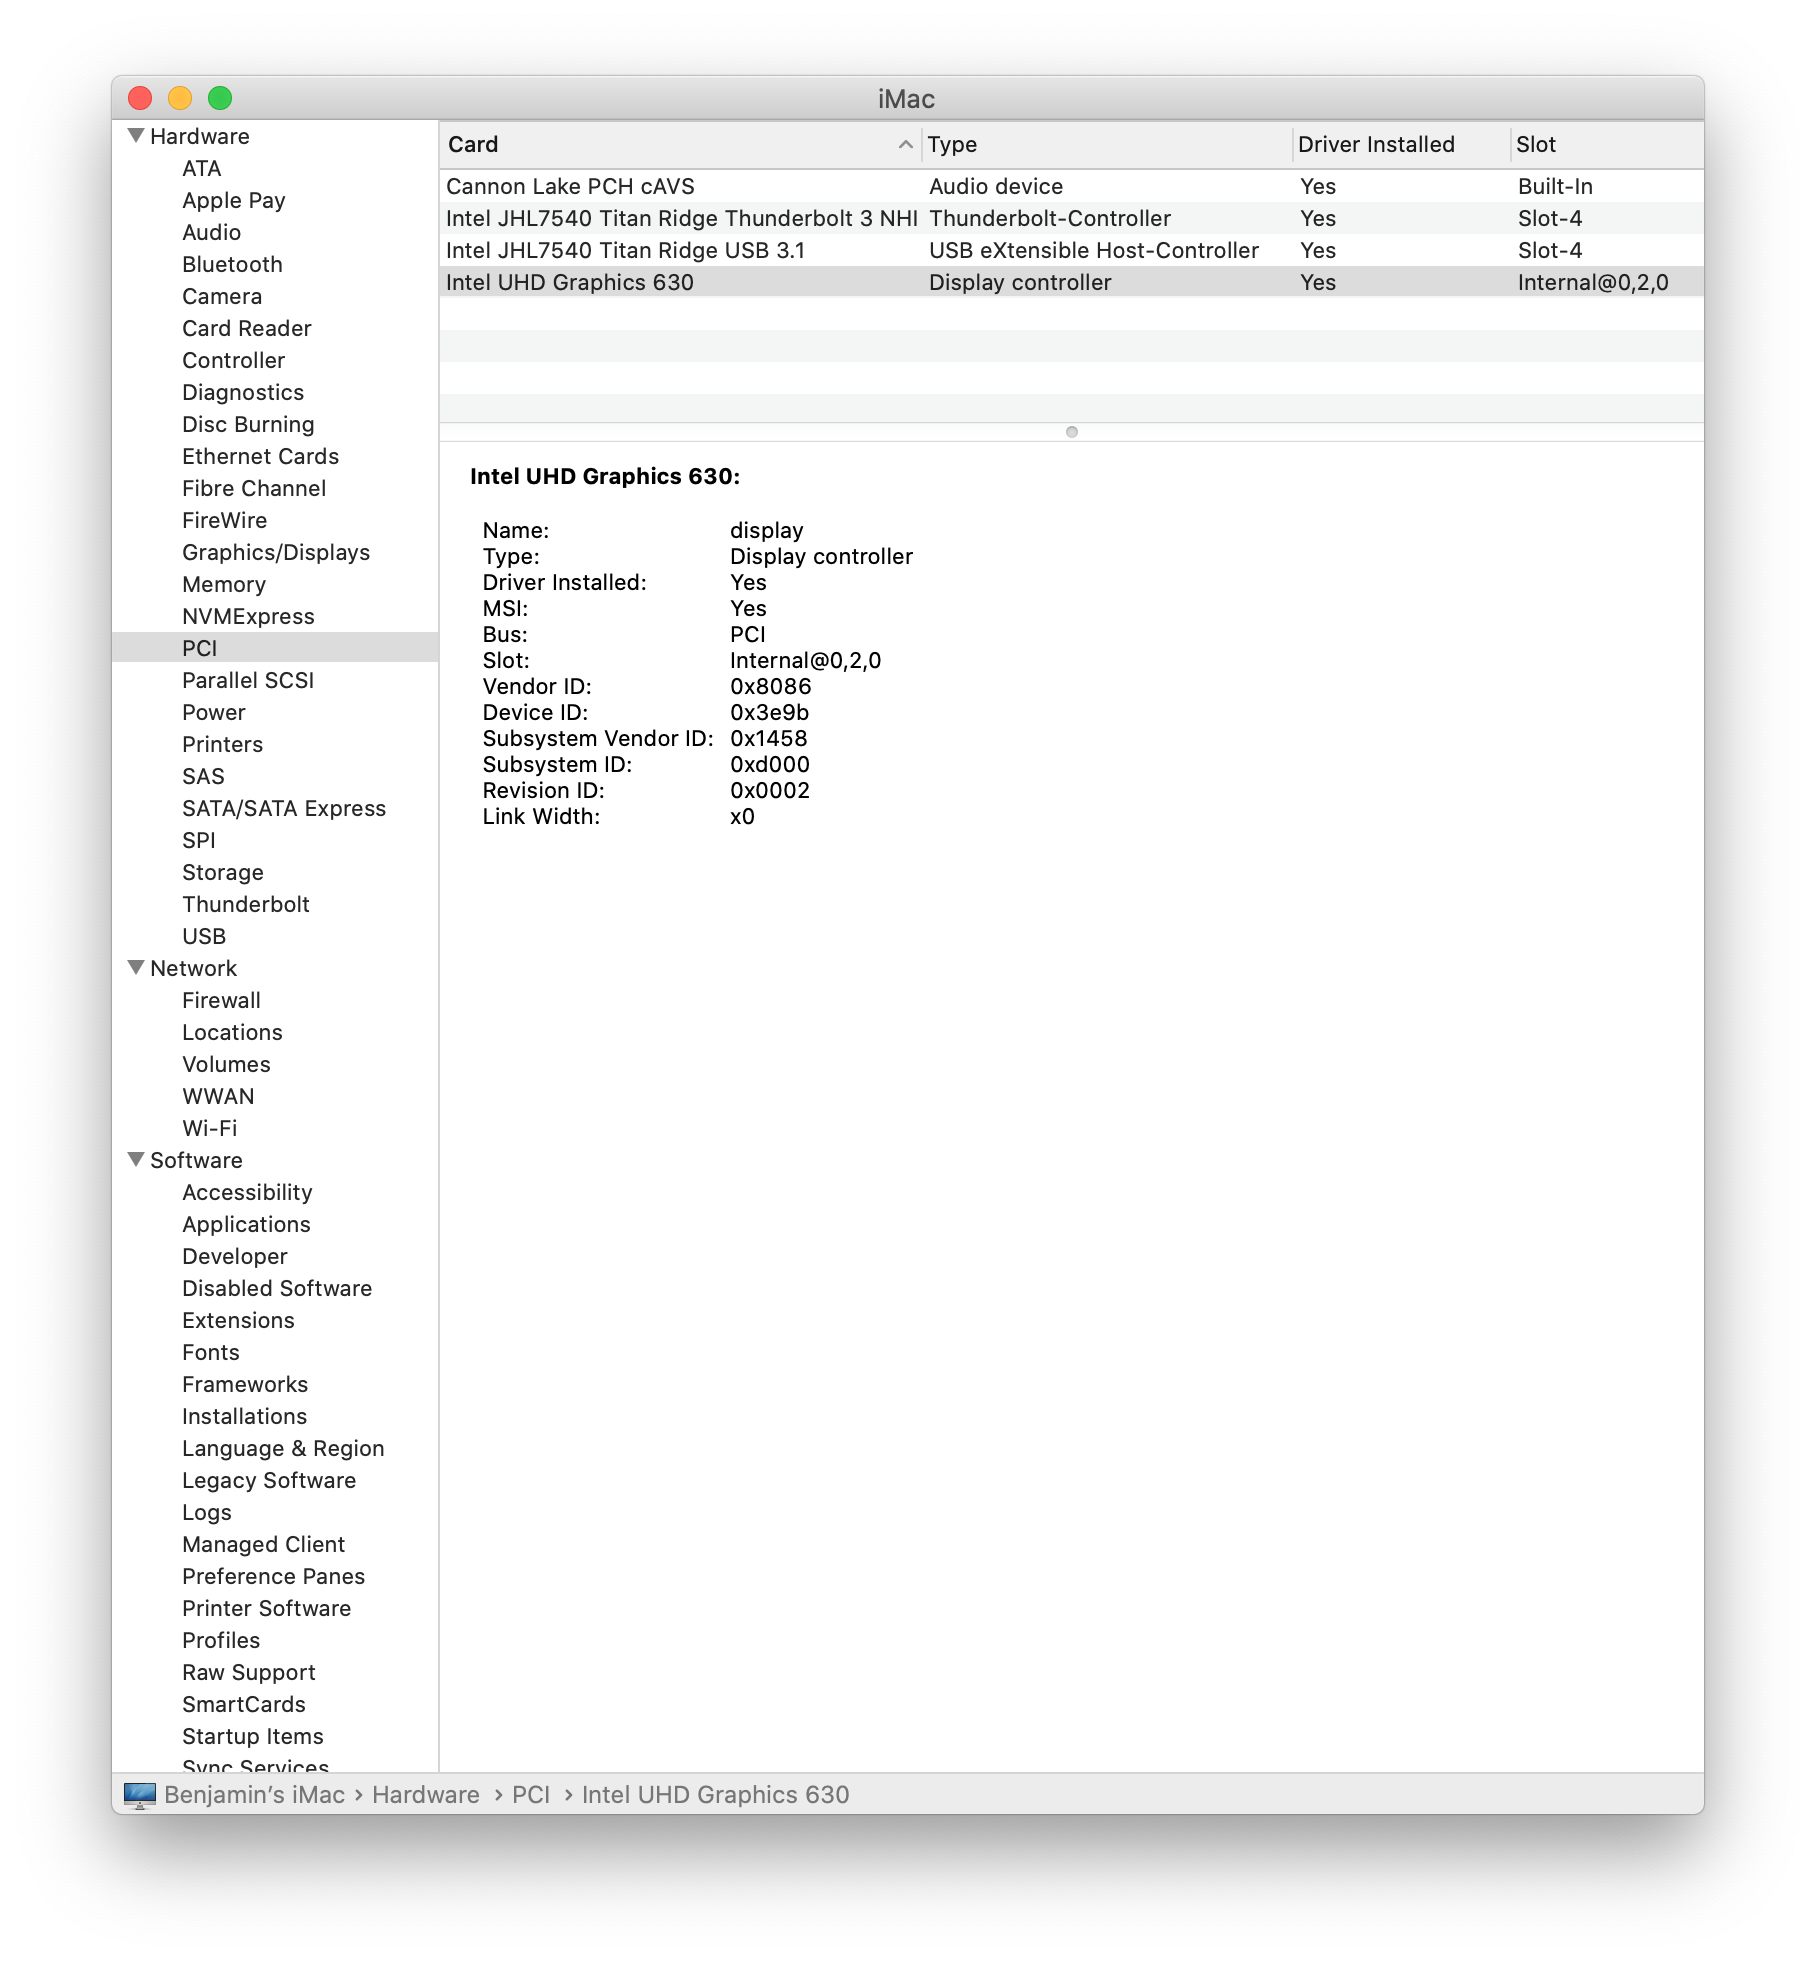 iMac
Hardware
ATA
Apple Pay
Audio
Bluetooth
Camera
Card Reader
Controller
Diagnostics
Disc Burning
Ethernet Cards
Fibre Channel
FireWire
Graphics/Displays
Memory
NVMExpress
PCI
Parallel SCSI
Power
Printers
SAS
SATA/SATA Express
SPI
Storage
Thunderbolt
USB
Network
Firewall
Locations
Volumes
WWAN
Wi-Fi
Software
Accessibility
Applications
Developer
Disabled Software
Extensions
Fonts
Frameworks
Installations
Language & Region
Legacy Software
Logs
Managed Client
Preference Panes
Printer Software
Profiles
Raw Support
SmartCards
Startup Items
Sync Services
Card Type Driver Installed Slot
Cannon Lake PCH cAVS Audio device Yes Built-In
Intel JHL7540 Titan Ridge Thunderbolt 3 NHI Thunderbolt-Controller Yes Slot-4
Intel JHL7540 Titan Ridge USB 3.1 USB eXtensible Host-Controller Yes Slot-4
Intel UHD Graphics 630 Display controller Yes Internal@0,2,0
Intel UHD Graphics 630:
Name: display
Type: Display controller
Driver Installed: Yes
MSI: Yes
Bus: PCI
Slot: Internal@0,2,0
Vendor ID: 0x8086
Device ID: 0x3e9b
Subsystem Vendor ID: 0x1458
Subsystem ID: 0xd000
Revision ID: 0x0002
Link Width: x0
Benjamin’s iMac › Hardware › PCI › Intel UHD Graphics 630